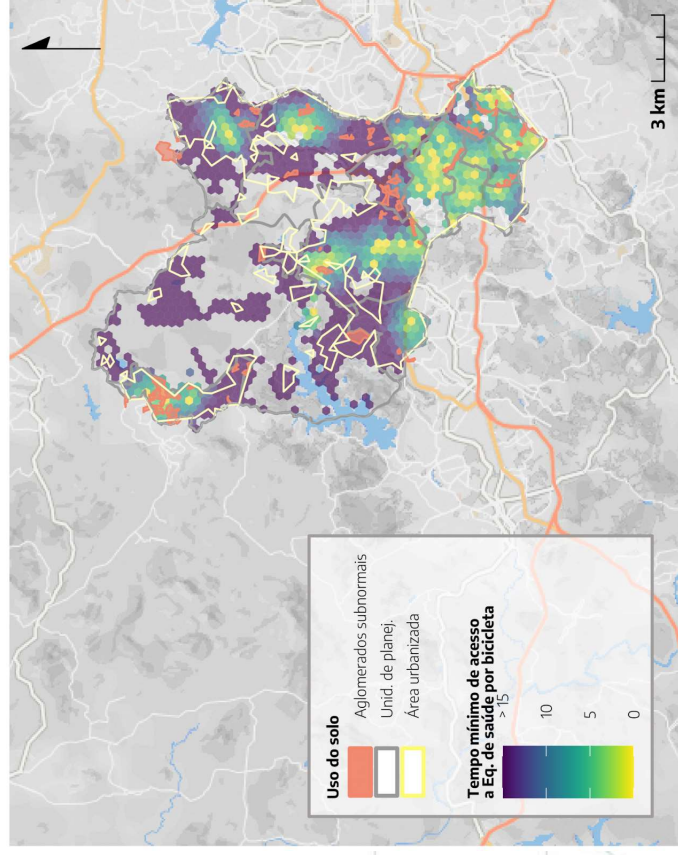 Uso do solo
Aglomerados subnormais
Unid. de planej.
Área urbanizada
Tempo mínimo de acesso
a Eq. de saúde por bicicleta
> 15
10
5
0
3 km